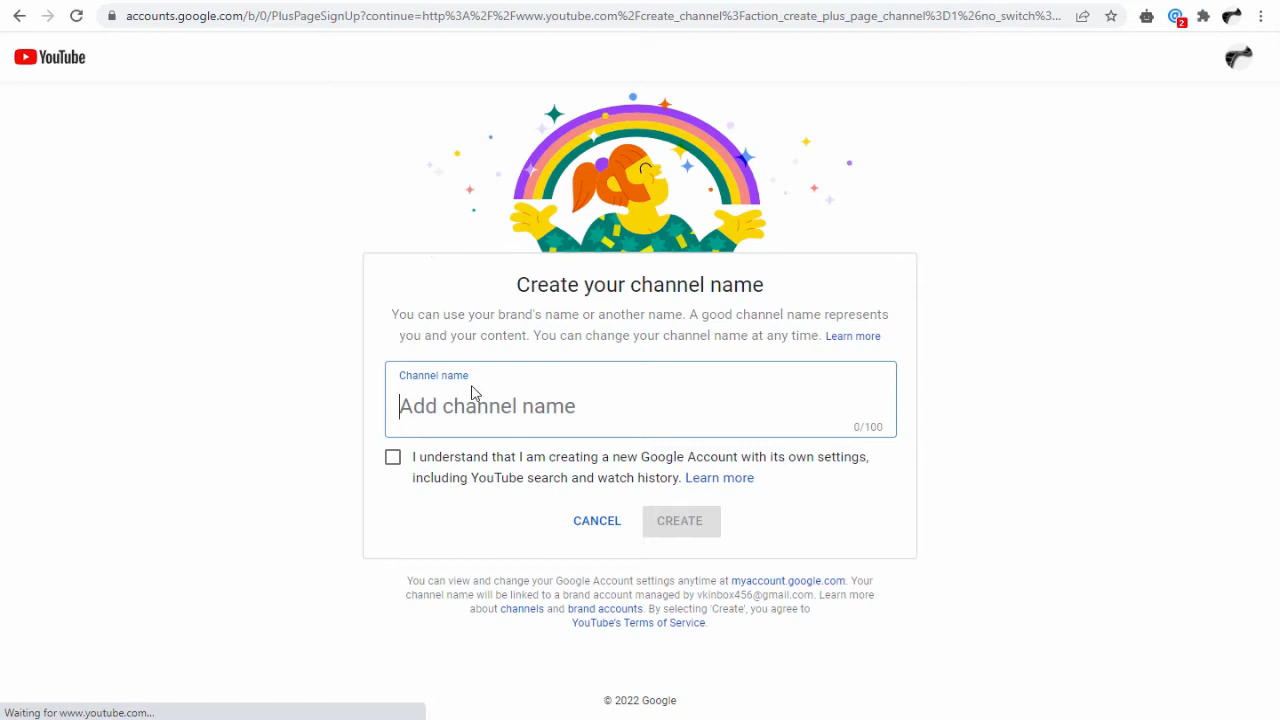 accounts.google.com/b/0/PlusPageSignUp?continue=http%3A%2F%2Fwww.youtube.com%2Fcreate_channel%3Faction_create_plus_page_channel%3D1%26no_switch%3...
2
YouTube
Create your channel name
You can use your brand's name or another name. A good channel name represents
you and your content. You can change your channel name at any time. Learn more
Channel name
Add channel name
0/100
I understand that I am creating a new Google Account with its own settings,
including YouTube search and watch history. Learn more
CANCEL CREATE
You can view and change your Google Account settings anytime at myaccount.google.com. Your
channel name will be linked to a brand account managed by vkinbox456@gmail.com. Learn more
about channels and brand accounts. By selecting 'Create', you agree to
YouTube's Terms of Service.
© 2022 Google
Waiting for www.youtube.com...